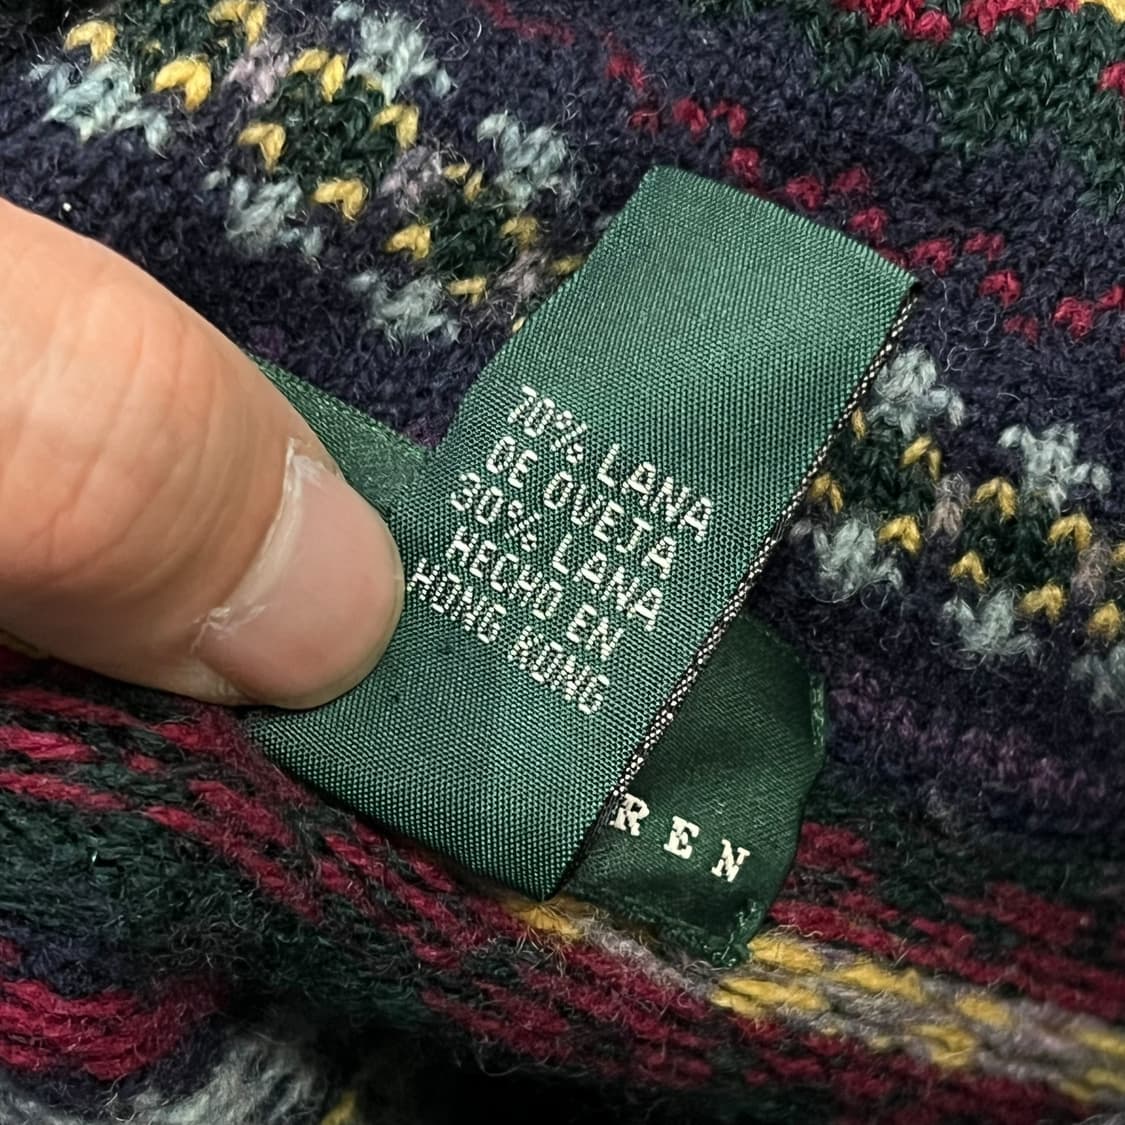 70% LANA
DE OVEJA
30% LANA
HECHO EN
HONG KONG
REN